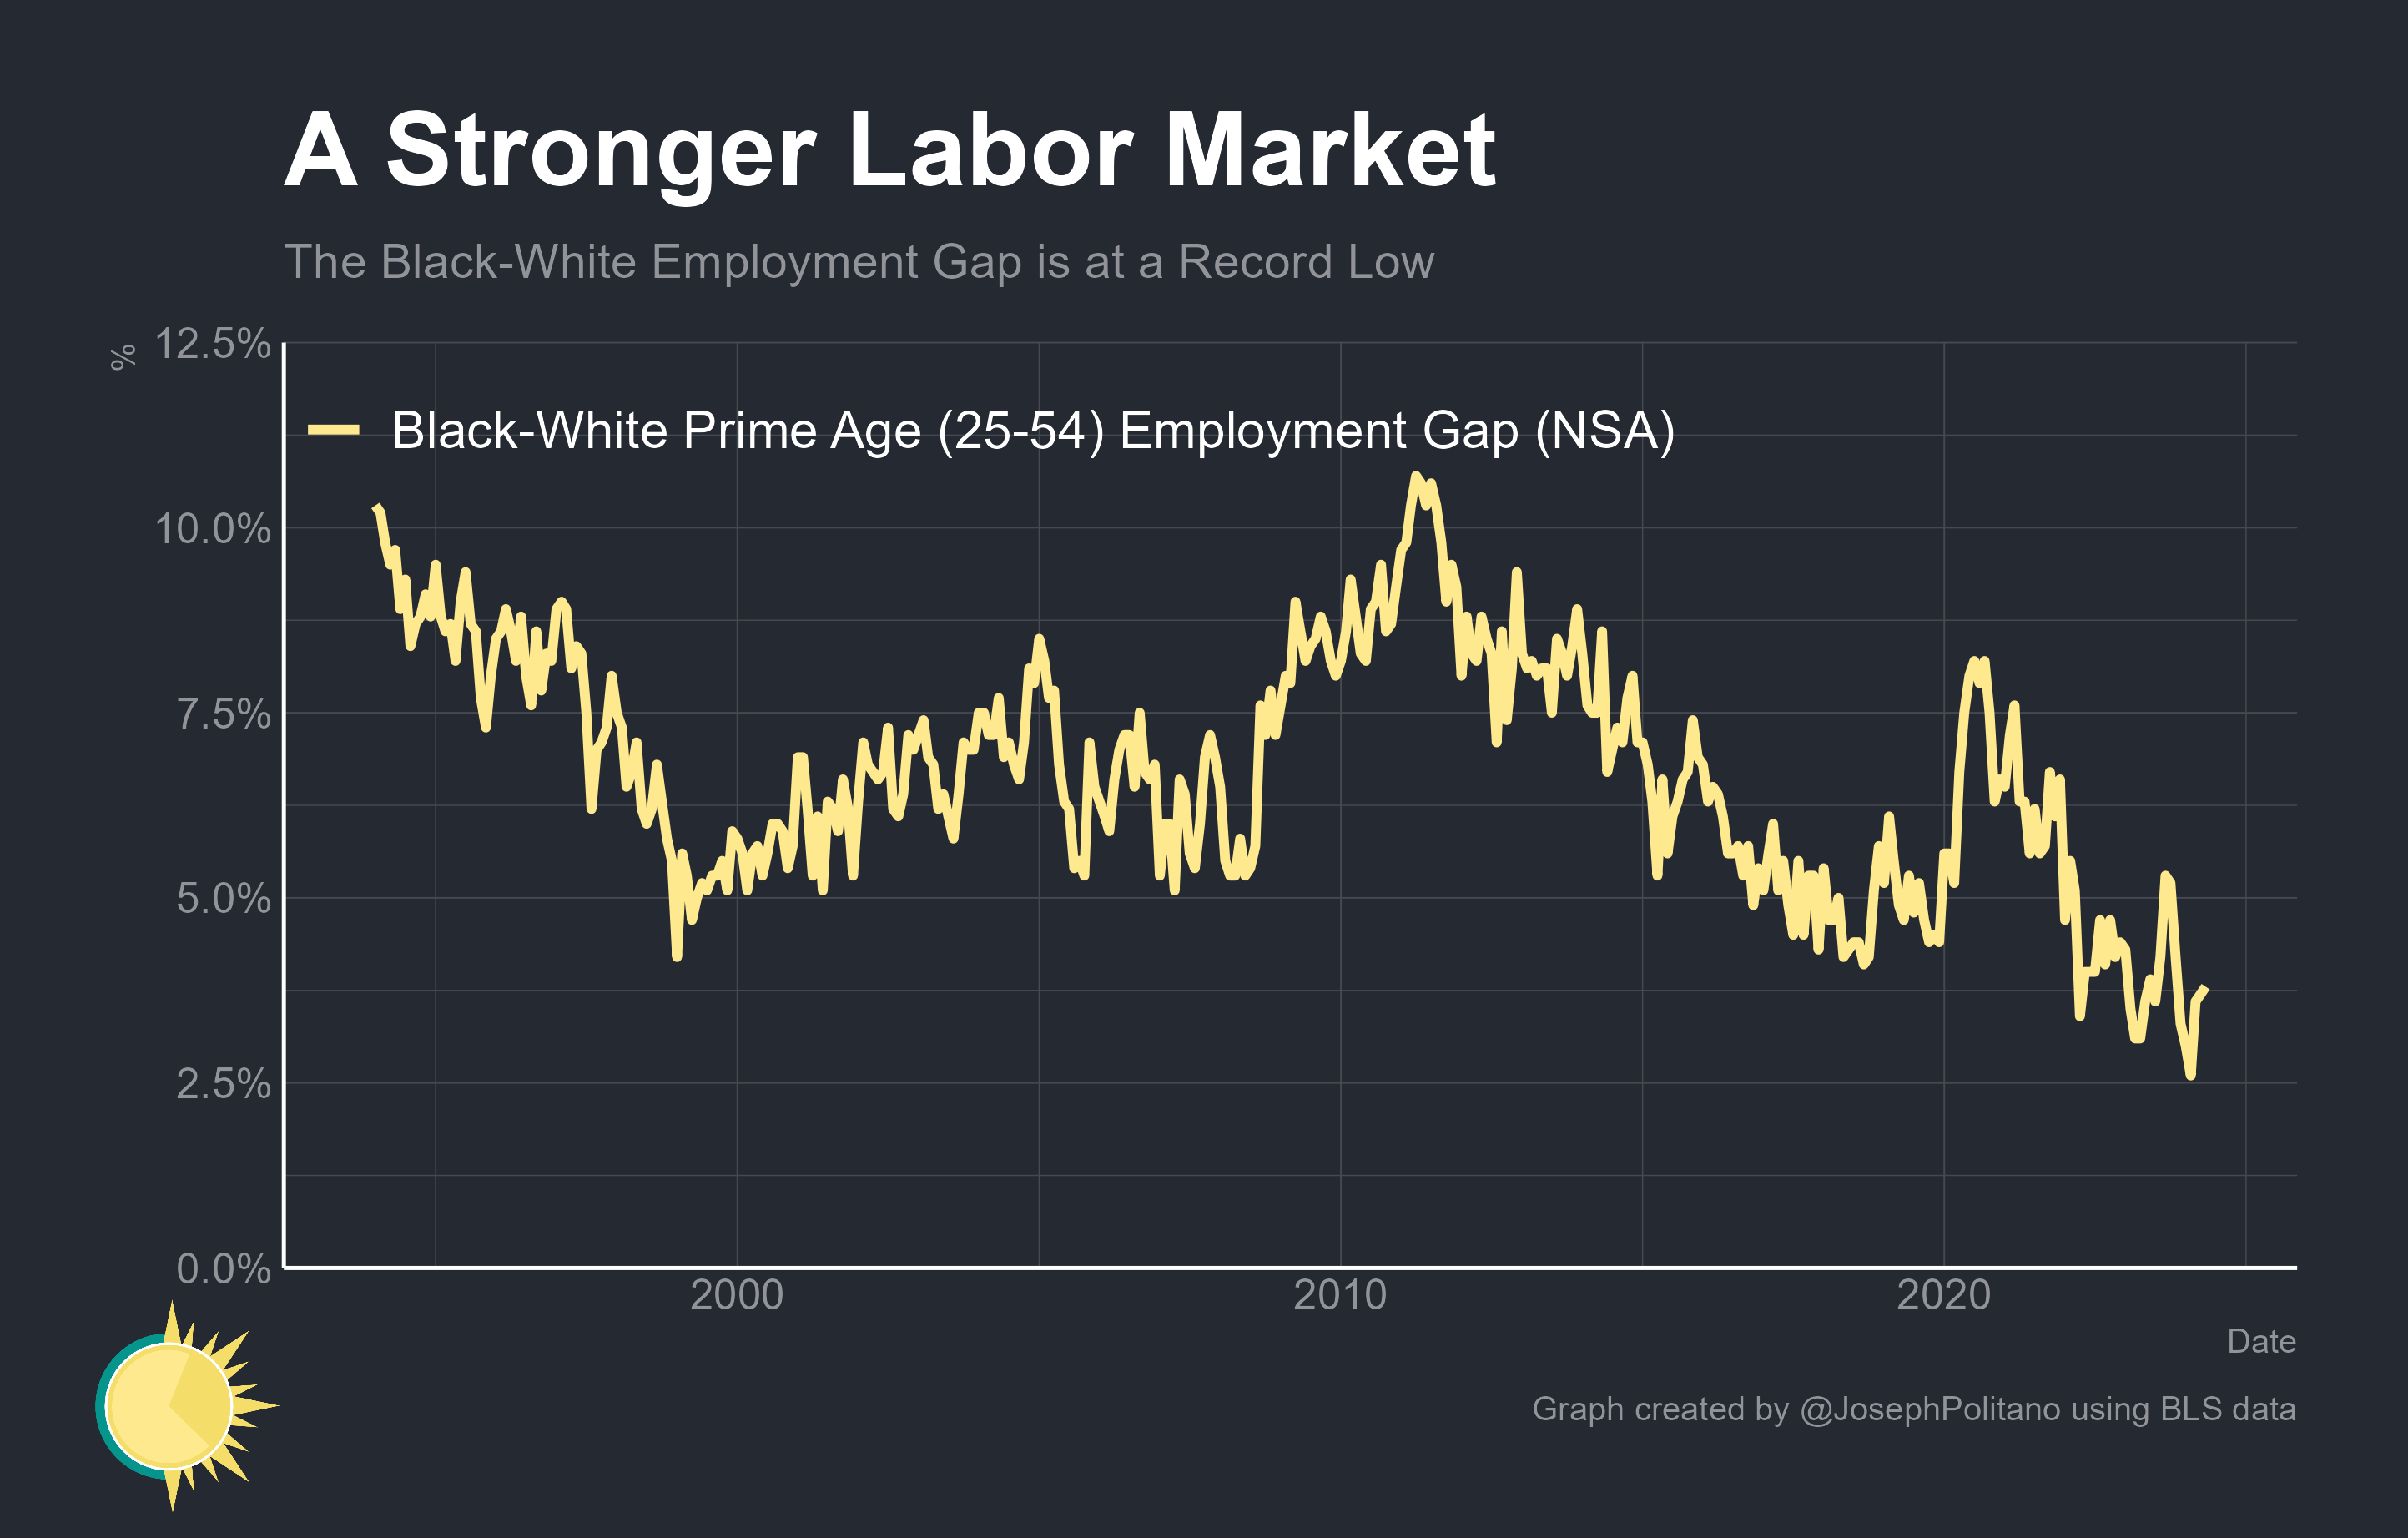 A Stronger Labor Market
The Black-White Employment Gap is at a Record Low
%
12.5%
Black-White Prime Age (25-54) Employment Gap (NSA)
10.0%
7.5%
5.0%
2.5%
0.0%
2000
2010
2020
Date
Graph created by @JosephPolitano using BLS data